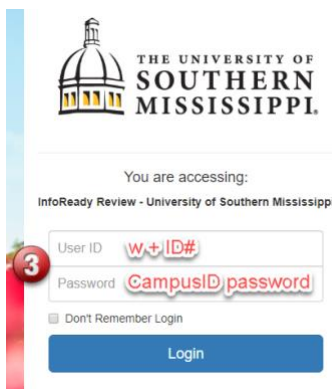 THE UNIVERSITY OF
SOUTHERN
MISSISSIPPI.
You are accessing:
InfoReady Review - University of Southern Mississippi
3
User ID w + ID#
Password CampusID password
Don't Remember Login
Login